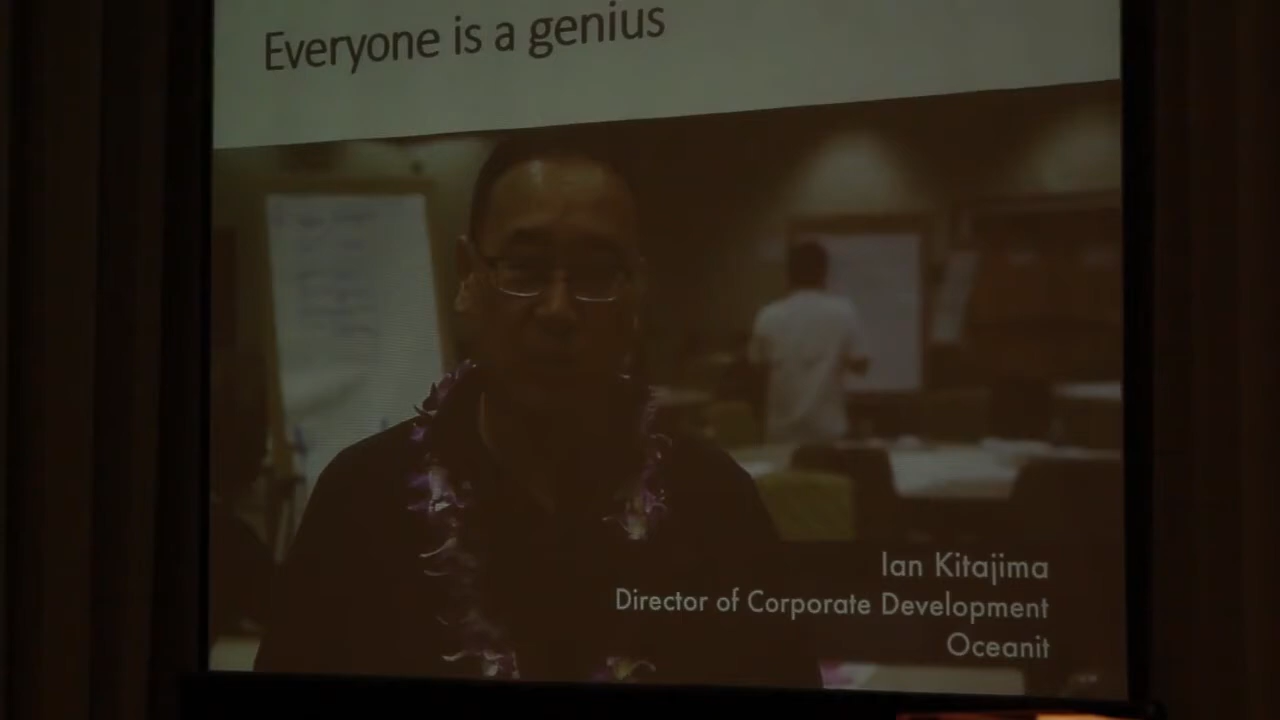 Everyone is a genius
Ian Kitajima
Director of Corporate Development
Oceanit